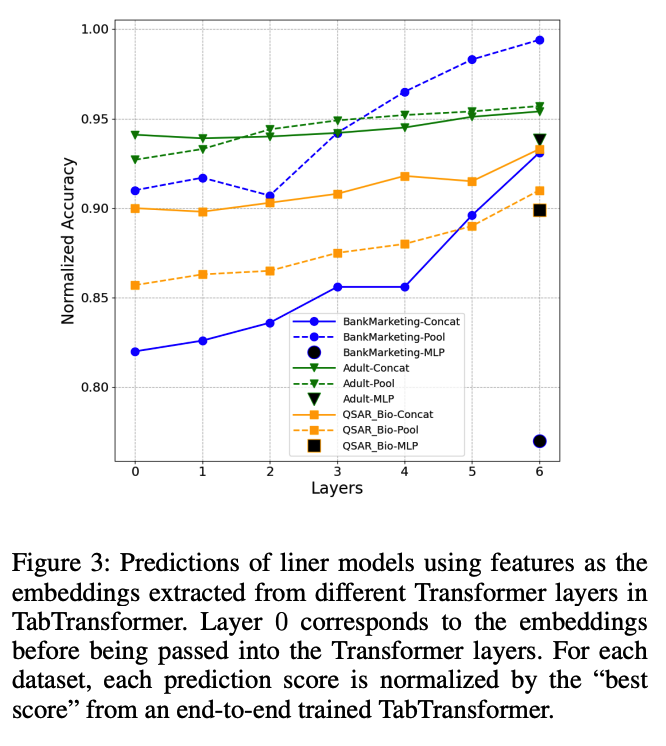 1.00
0.95
0.90
0.85
0.80
Normalized Accuracy
BankMarketing-Concat
BankMarketing-Pool
BankMarketing-MLP
Adult-Concat
Adult-Pool
Adult-MLP
QSAR_Bio-Concat
QSAR_Bio-Pool
QSAR_Bio-MLP
0 1 2 3 4 5 6
Layers
Figure 3: Predictions of liner models using features as the
embeddings extracted from different Transformer layers in
TabTransformer. Layer 0 corresponds to the embeddings
before being passed into the Transformer layers. For each
dataset, each prediction score is normalized by the “best
score” from an end-to-end trained TabTransformer.